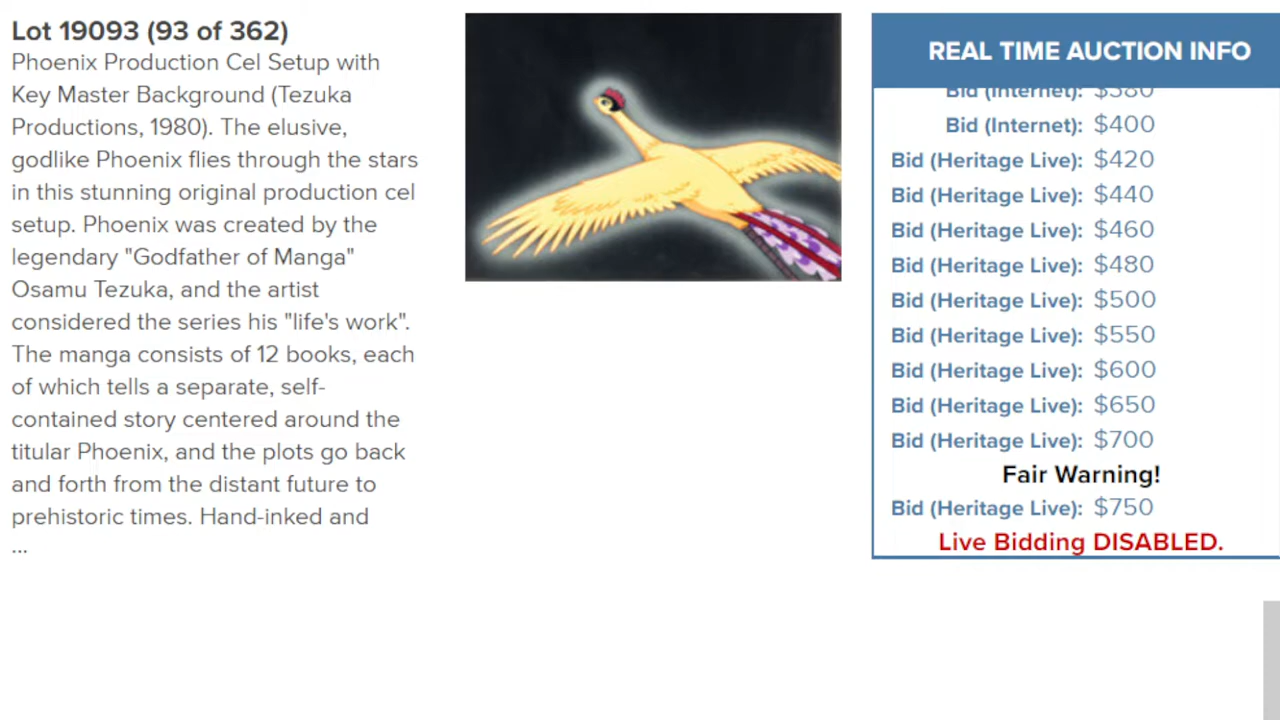 Lot 19093 (93 of 362)
Phoenix Production Cel Setup with
Key Master Background (Tezuka
Productions, 1980). The elusive,
godlike Phoenix flies through the stars
in this stunning original production cel
setup. Phoenix was created by the
legendary "Godfather of Manga"
Osamu Tezuka, and the artist
considered the series his "life's work".
The manga consists of 12 books, each
of which tells a separate, self-
contained story centered around the
titular Phoenix, and the plots go back
and forth from the distant future to
prehistoric times. Hand-inked and
...
REAL TIME AUCTION INFO
Bid (Internet): $380
Bid (Internet): $400
Bid (Heritage Live): $420
Bid (Heritage Live): $440
Bid (Heritage Live): $460
Bid (Heritage Live): $480
Bid (Heritage Live): $500
Bid (Heritage Live): $550
Bid (Heritage Live): $600
Bid (Heritage Live): $650
Bid (Heritage Live): $700
Fair Warning!
Bid (Heritage Live): $750
Live Bidding DISABLED.